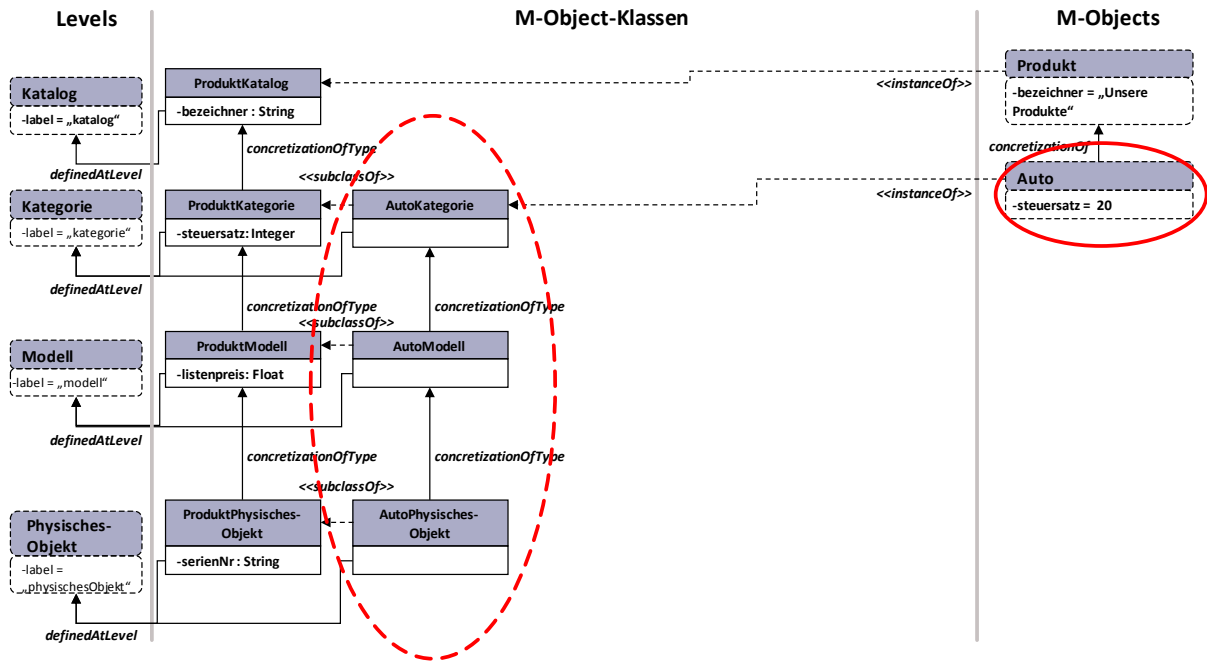 Levels
M-Object-Klassen
M-Objects
Katalog
-label = „katalog“
ProduktKatalog
-bezeichner : String
<<instanceOf>>
Produkt
-bezeichner = „Unsere
Produkte“
concretizationOfType
concretizationOf
definedAtLevel
<<subclassOf>>
<<instanceOf>>
Auto
-steuersatz = 20
Kategorie
-label = „kategorie“
ProduktKategorie
-steuersatz: Integer
AutoKategorie
definedAtLevel
concretizationOfType
concretizationOfType
<<subclassOf>>
Modell
-label = „modell“
ProduktModell
-listenpreis: Float
AutoModell
definedAtLevel
concretizationOfType
concretizationOfType
<<subclassOf>>
Physisches-
Objekt
-label =
„physischesObjekt“
ProduktPhysisches-
Objekt
-serienNr : String
AutoPhysisches-
Objekt
definedAtLevel